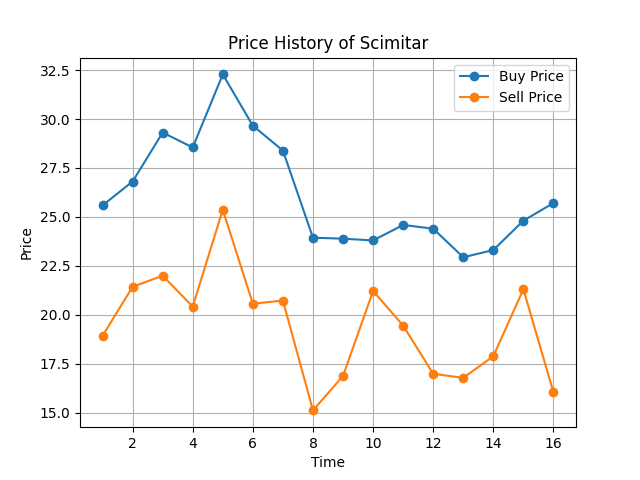 Price History of Scimitar
Buy Price
Sell Price
32.5
30.0
27.5
25.0
22.5
20.0
17.5
15.0
Price
2 4 6 8 10 12 14 16
Time